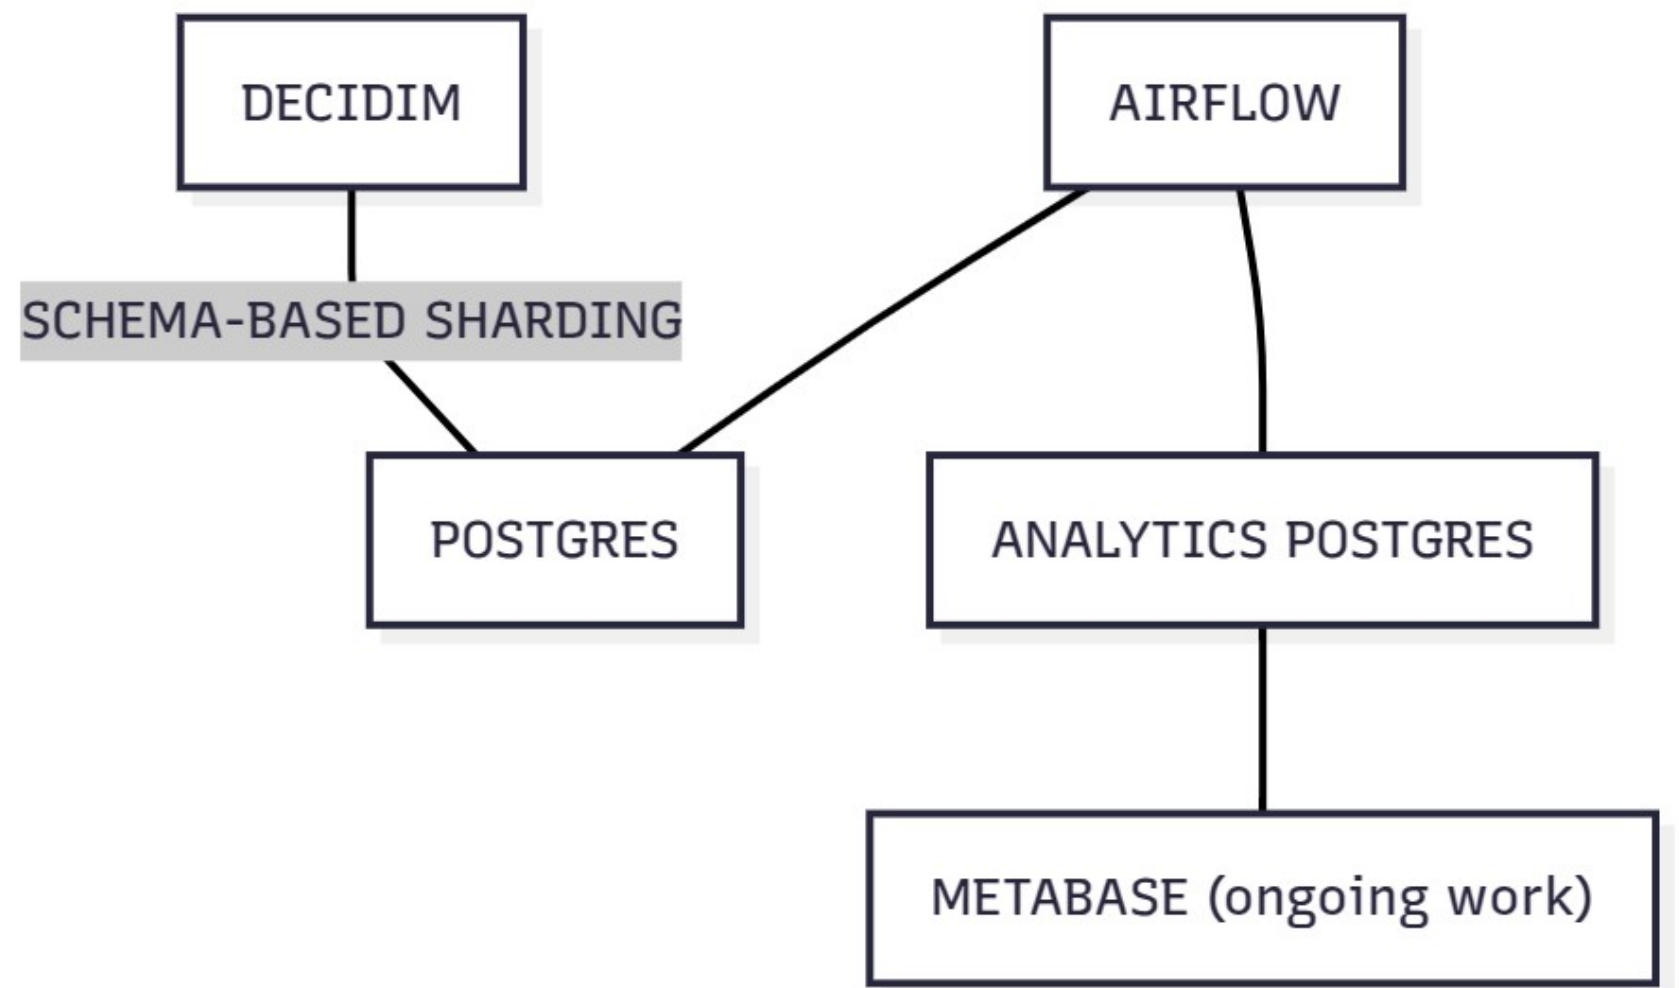 DECIDIM
AIRFLOW
SCHEMA-BASED SHARDING
POSTGRES
ANALYTICS POSTGRES
METABASE (ongoing work)